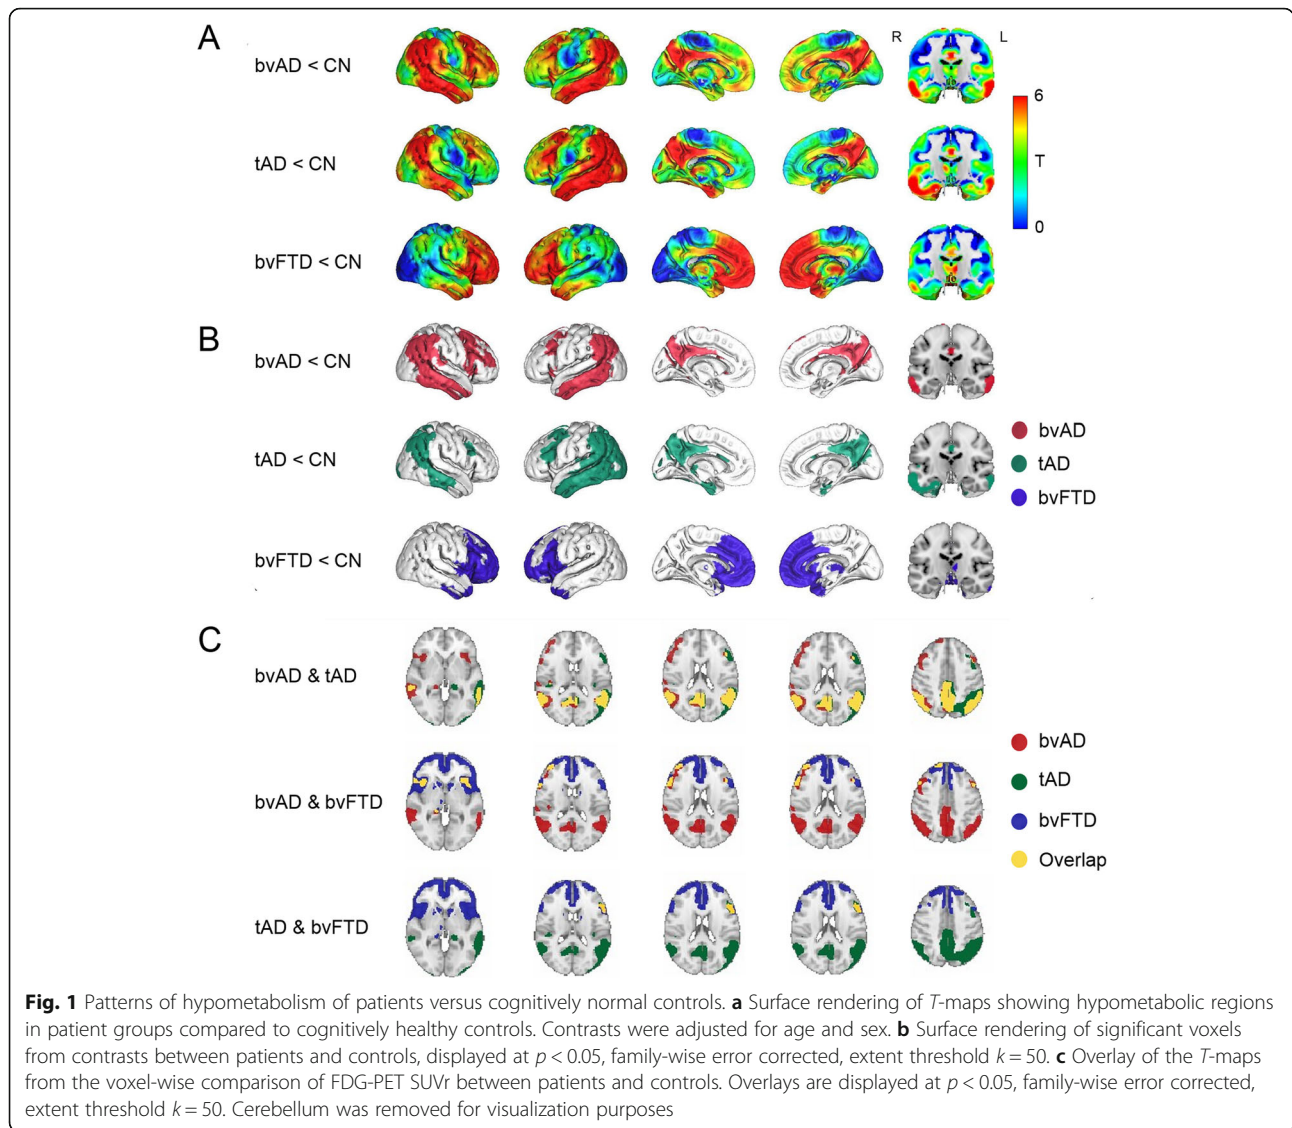 A
R
L
bvAD < CN
6
T
0
tAD < CN
bvFTD < CN
B
bvAD < CN
bvAD
tAD < CN
tAD
bvFTD
bvFTD < CN
C
bvAD & tAD
bvAD
tAD
bvAD & bvFTD
bvFTD
Overlap
tAD & bvFTD
Fig. 1 Patterns of hypometabolism of patients versus cognitively normal controls. a Surface rendering of T-maps showing hypometabolic regions
in patient groups compared to cognitively healthy controls. Contrasts were adjusted for age and sex. b Surface rendering of significant voxels
from contrasts between patients and controls, displayed at p < 0.05, family-wise error corrected, extent threshold k = 50. c Overlay of the T-maps
from the voxel-wise comparison of FDG-PET SUVr between patients and controls. Overlays are displayed at p < 0.05, family-wise error corrected,
extent threshold k = 50. Cerebellum was removed for visualization purposes